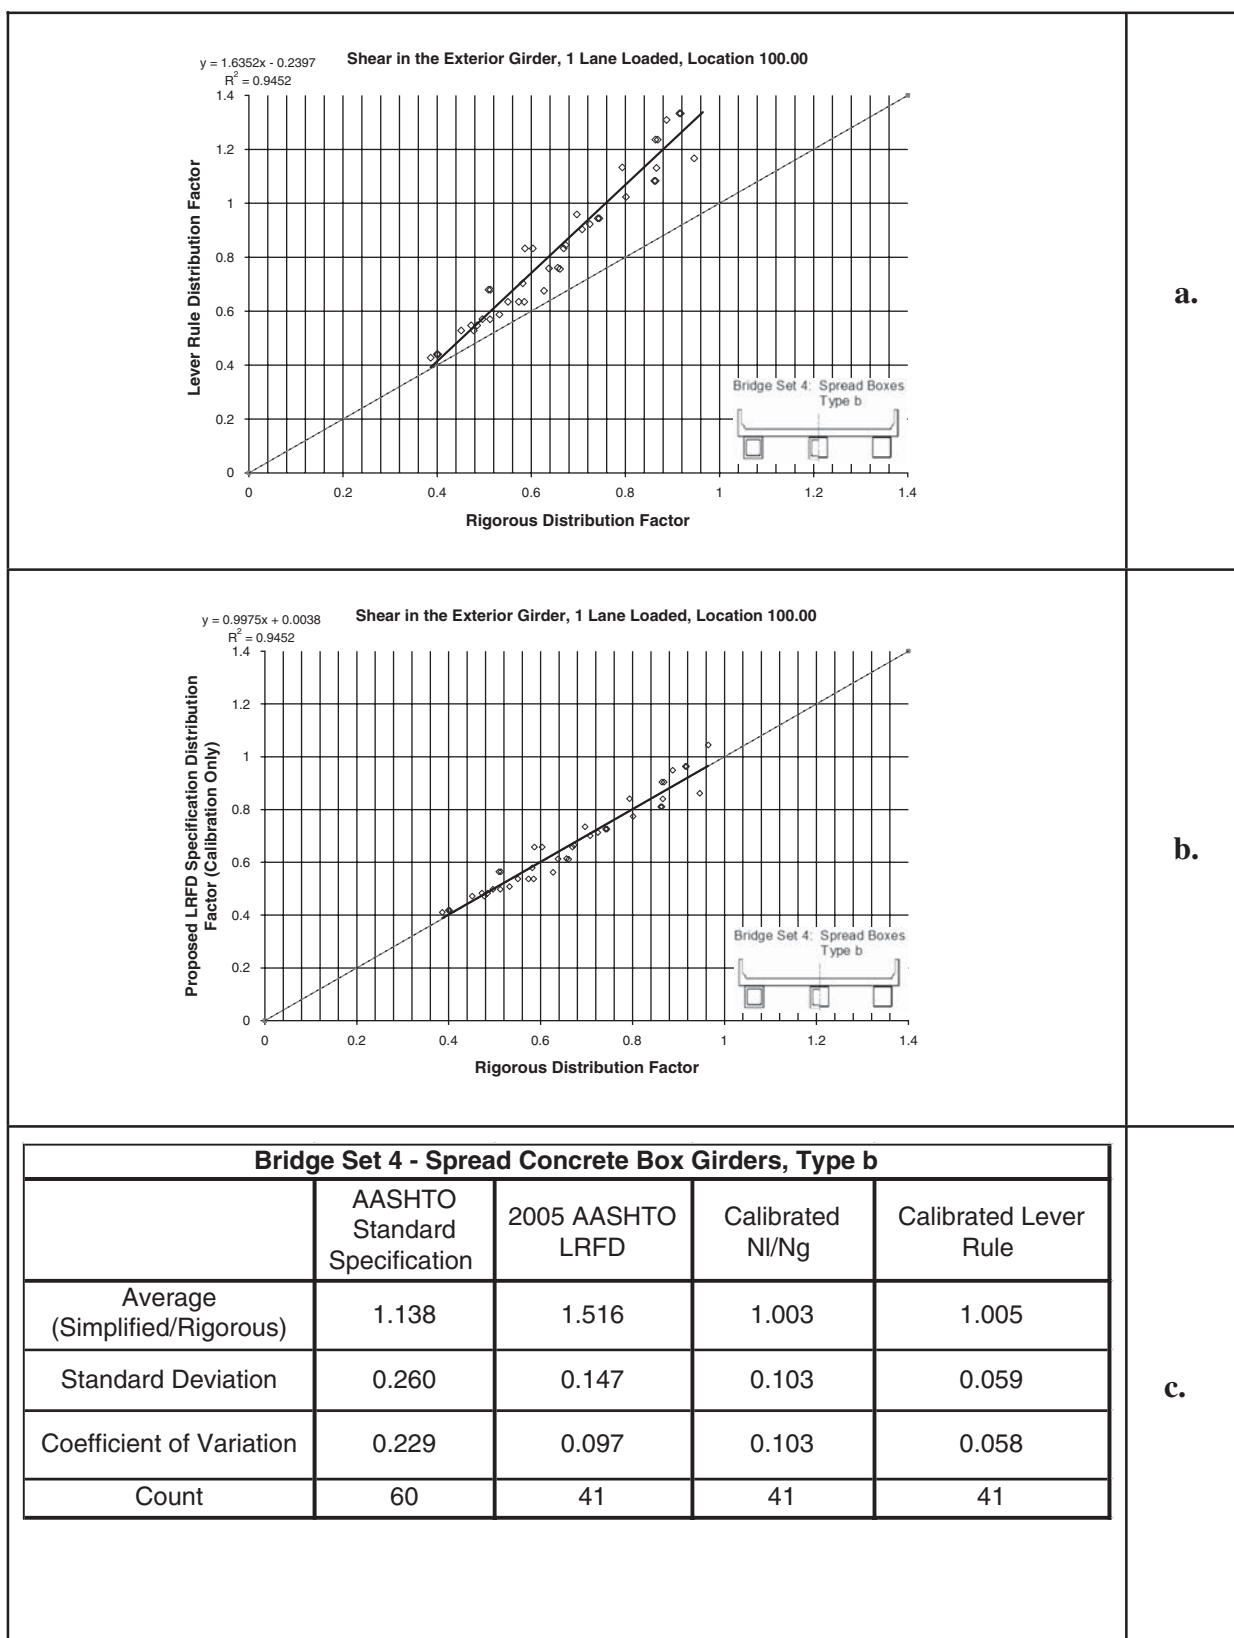 y = 1.6352x - 0.2397
R2 = 0.9452
Shear in the Exterior Girder, 1 Lane Loaded, Location 100.00
Lever Rule Distribution Factor
1.4
1.2
1
0.8
0.6
0.4
0.2
0
0 0.2 0.4 0.6 0.8 1 1.2 1.4
Rigorous Distribution Factor
Bridge Set 4: Spread Boxes
Type b
a.
y = 0.9975x + 0.0038
R2 = 0.9452
Shear in the Exterior Girder, 1 Lane Loaded, Location 100.00
Proposed LRFD Specification Distribution
Factor (Calibration Only)
1.4
1.2
1
0.8
0.6
0.4
0.2
0
0 0.2 0.4 0.6 0.8 1 1.2 1.4
Rigorous Distribution Factor
Bridge Set 4: Spread Boxes
Type b
b.
Bridge Set 4 - Spread Concrete Box Girders, Type b
AASHTO
Standard
Specification
2005 AASHTO
LRFD
Calibrated
Nl/Ng
Calibrated Lever
Rule
Average
(Simplified/Rigorous)
1.138 1.516 1.003 1.005
Standard Deviation 0.260 0.147 0.103 0.059
Coefficient of Variation 0.229 0.097 0.103 0.058
Count 60 41 41 41
c.